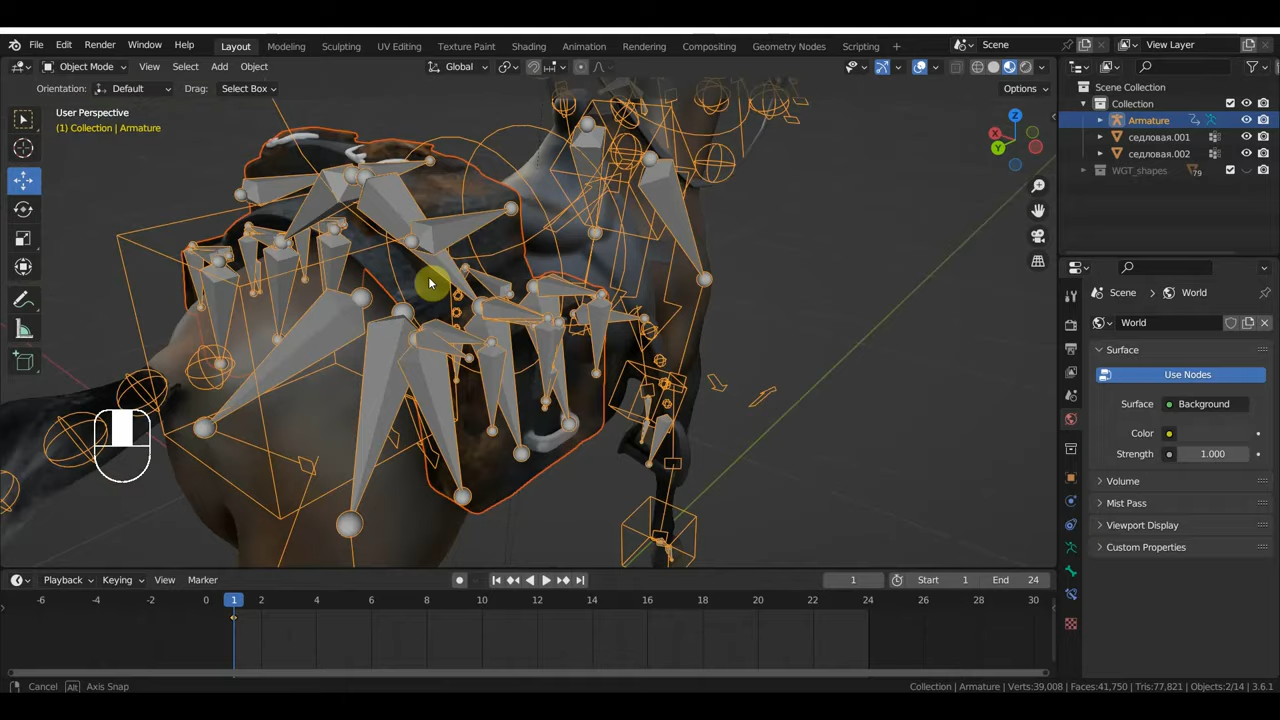 File Edit Render Window Help Layout Modeling Sculpting UV Editing Texture Paint Shading Animation Rendering Compositing Geometry Nodes Scripting + Scene View Layer
Object Mode View Select Add Object Global Options
Orientation: Default Drag: Select Box
User Perspective
(1) Collection | Armature
Z
X
Y
Scene Collection
Collection
Armature
седловая.001
седловая.002
WGT_shapes 79
Scene > World
World
Surface
Use Nodes
Surface Background
Color
Strength 1.000
Volume
Mist Pass
Viewport Display
Custom Properties
Playback Keying View Marker 1 Start 1 End 24
-6 -4 -2 0 1 2 4 6 8 10 12 14 16 18 20 22 24 26 28 30
Cancel Alt Axis Snap Collection | Armature | Verts:39,008 | Faces:41,750 | Tris:77,821 | Objects:2/14 | 3.6.1